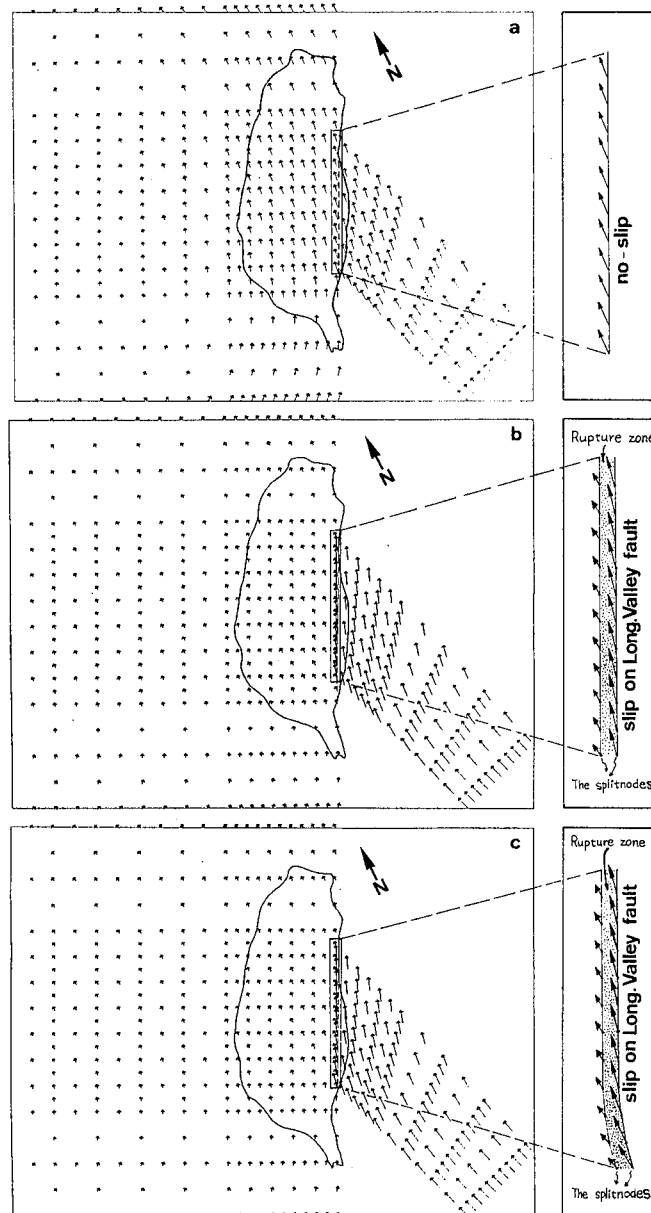 a
N
no-slip
b
N
Rupture zone
slip on Long. Valley fault
The splitnodes
c
N
Rupture zone
slip on Long. Valley fault
The splitnodes